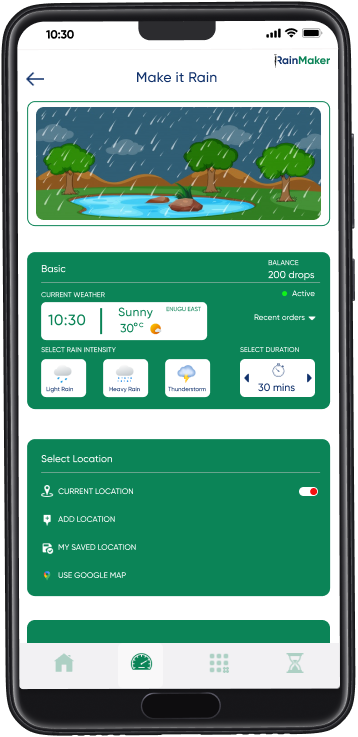 10:30
RainMaker
Make it Rain
Basic
BALANCE
200 drops
CURRENT WEATHER
Active
10:30
Sunny
30°C
ENUGU EAST
Recent orders
SELECT RAIN INTENSITY
SELECT DURATION
Light Rain
Heavy Rain
Thunderstorm
30 mins
Select Location
CURRENT LOCATION
ADD LOCATION
MY SAVED LOCATION
USE GOOGLE MAP